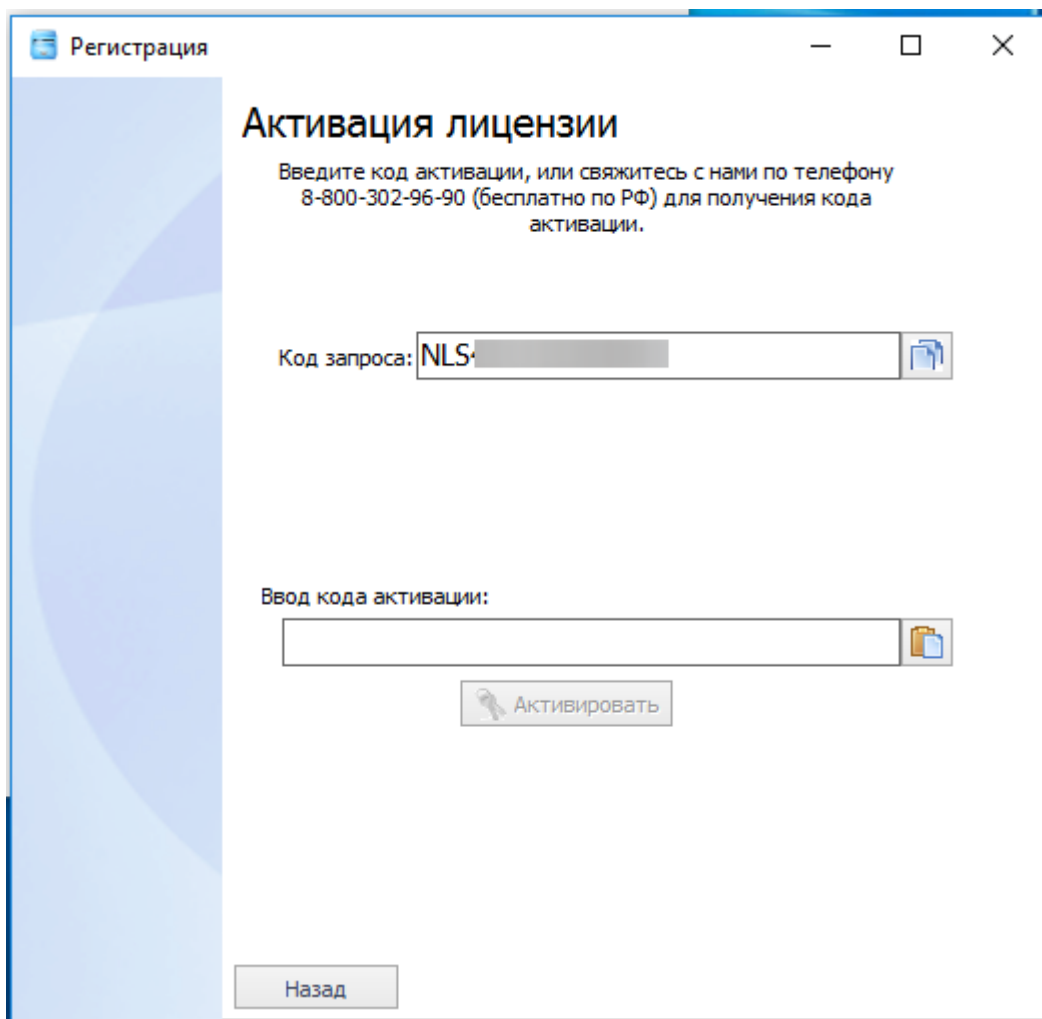 Регистрация
Активация лицензии
Введите код активации, или свяжитесь с нами по телефону
8-800-302-96-90 (бесплатно по РФ) для получения кода
активации.
Код запроса: NLS
Ввод кода активации:
Активировать
Назад